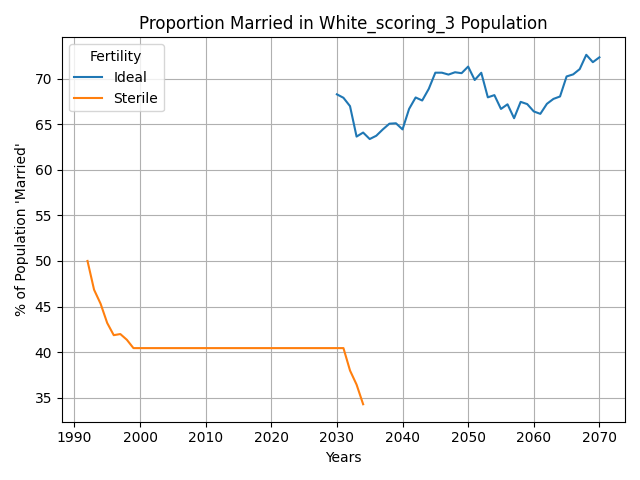 Proportion Married in White_scoring_3 Population
Fertility
Ideal
Sterile
% of Population 'Married'
70
65
60
55
50
45
40
35
1990 2000 2010 2020 2030 2040 2050 2060 2070
Years